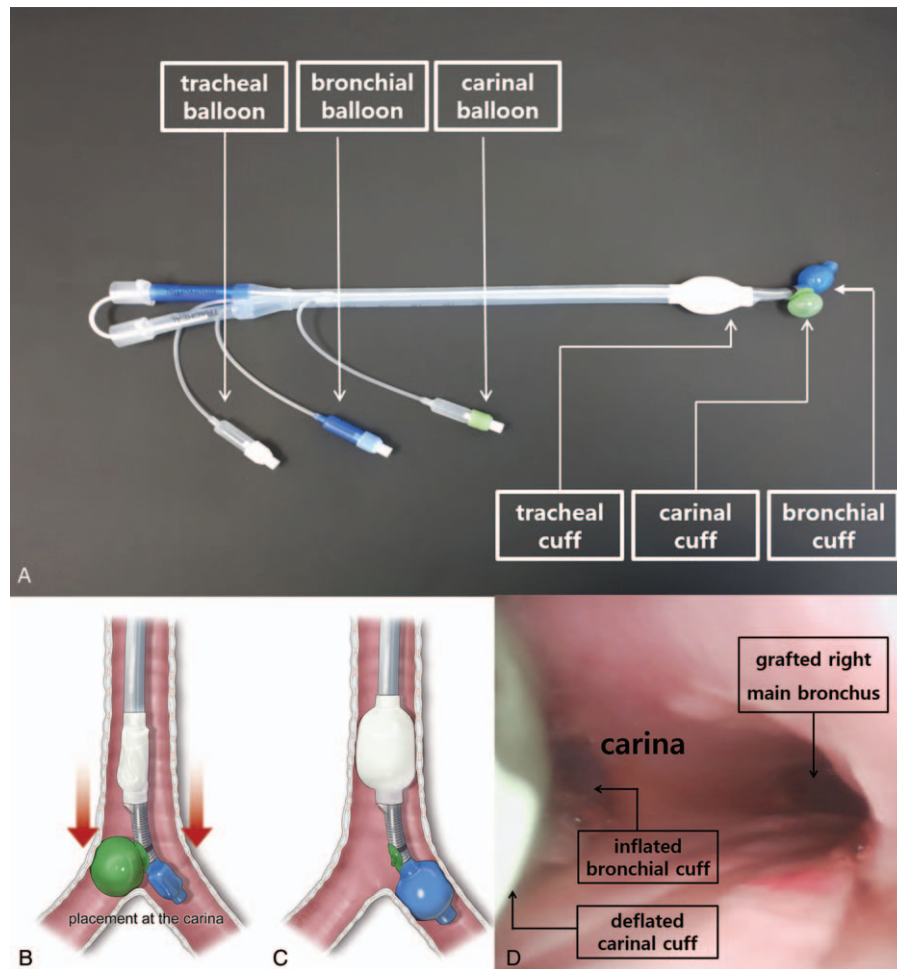 tracheal
balloon
bronchial
balloon
carinal
balloon
TRACHEAL
tracheal
cuff
carinal
cuff
bronchial
cuff
A
placement at the carina
B
C
grafted right
main bronchus
carina
inflated
bronchial cuff
deflated
carinal cuff
D